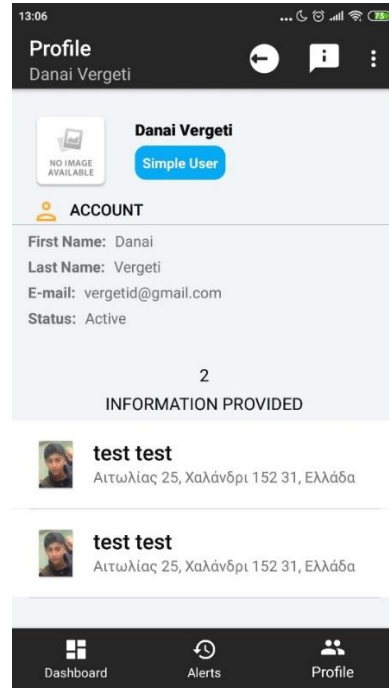 13:06
... 75
Profile
Danai Vergeti
NO IMAGE
AVAILABLE
Danai Vergeti
Simple User
ACCOUNT
First Name: Danai
Last Name: Vergeti
E-mail: vergetid@gmail.com
Status: Active
2
INFORMATION PROVIDED
test test
Αιτωλίας 25, Χαλάνδρι 152 31, Ελλάδα
test test
Αιτωλίας 25, Χαλάνδρι 152 31, Ελλάδα
Dashboard
Alerts
Profile